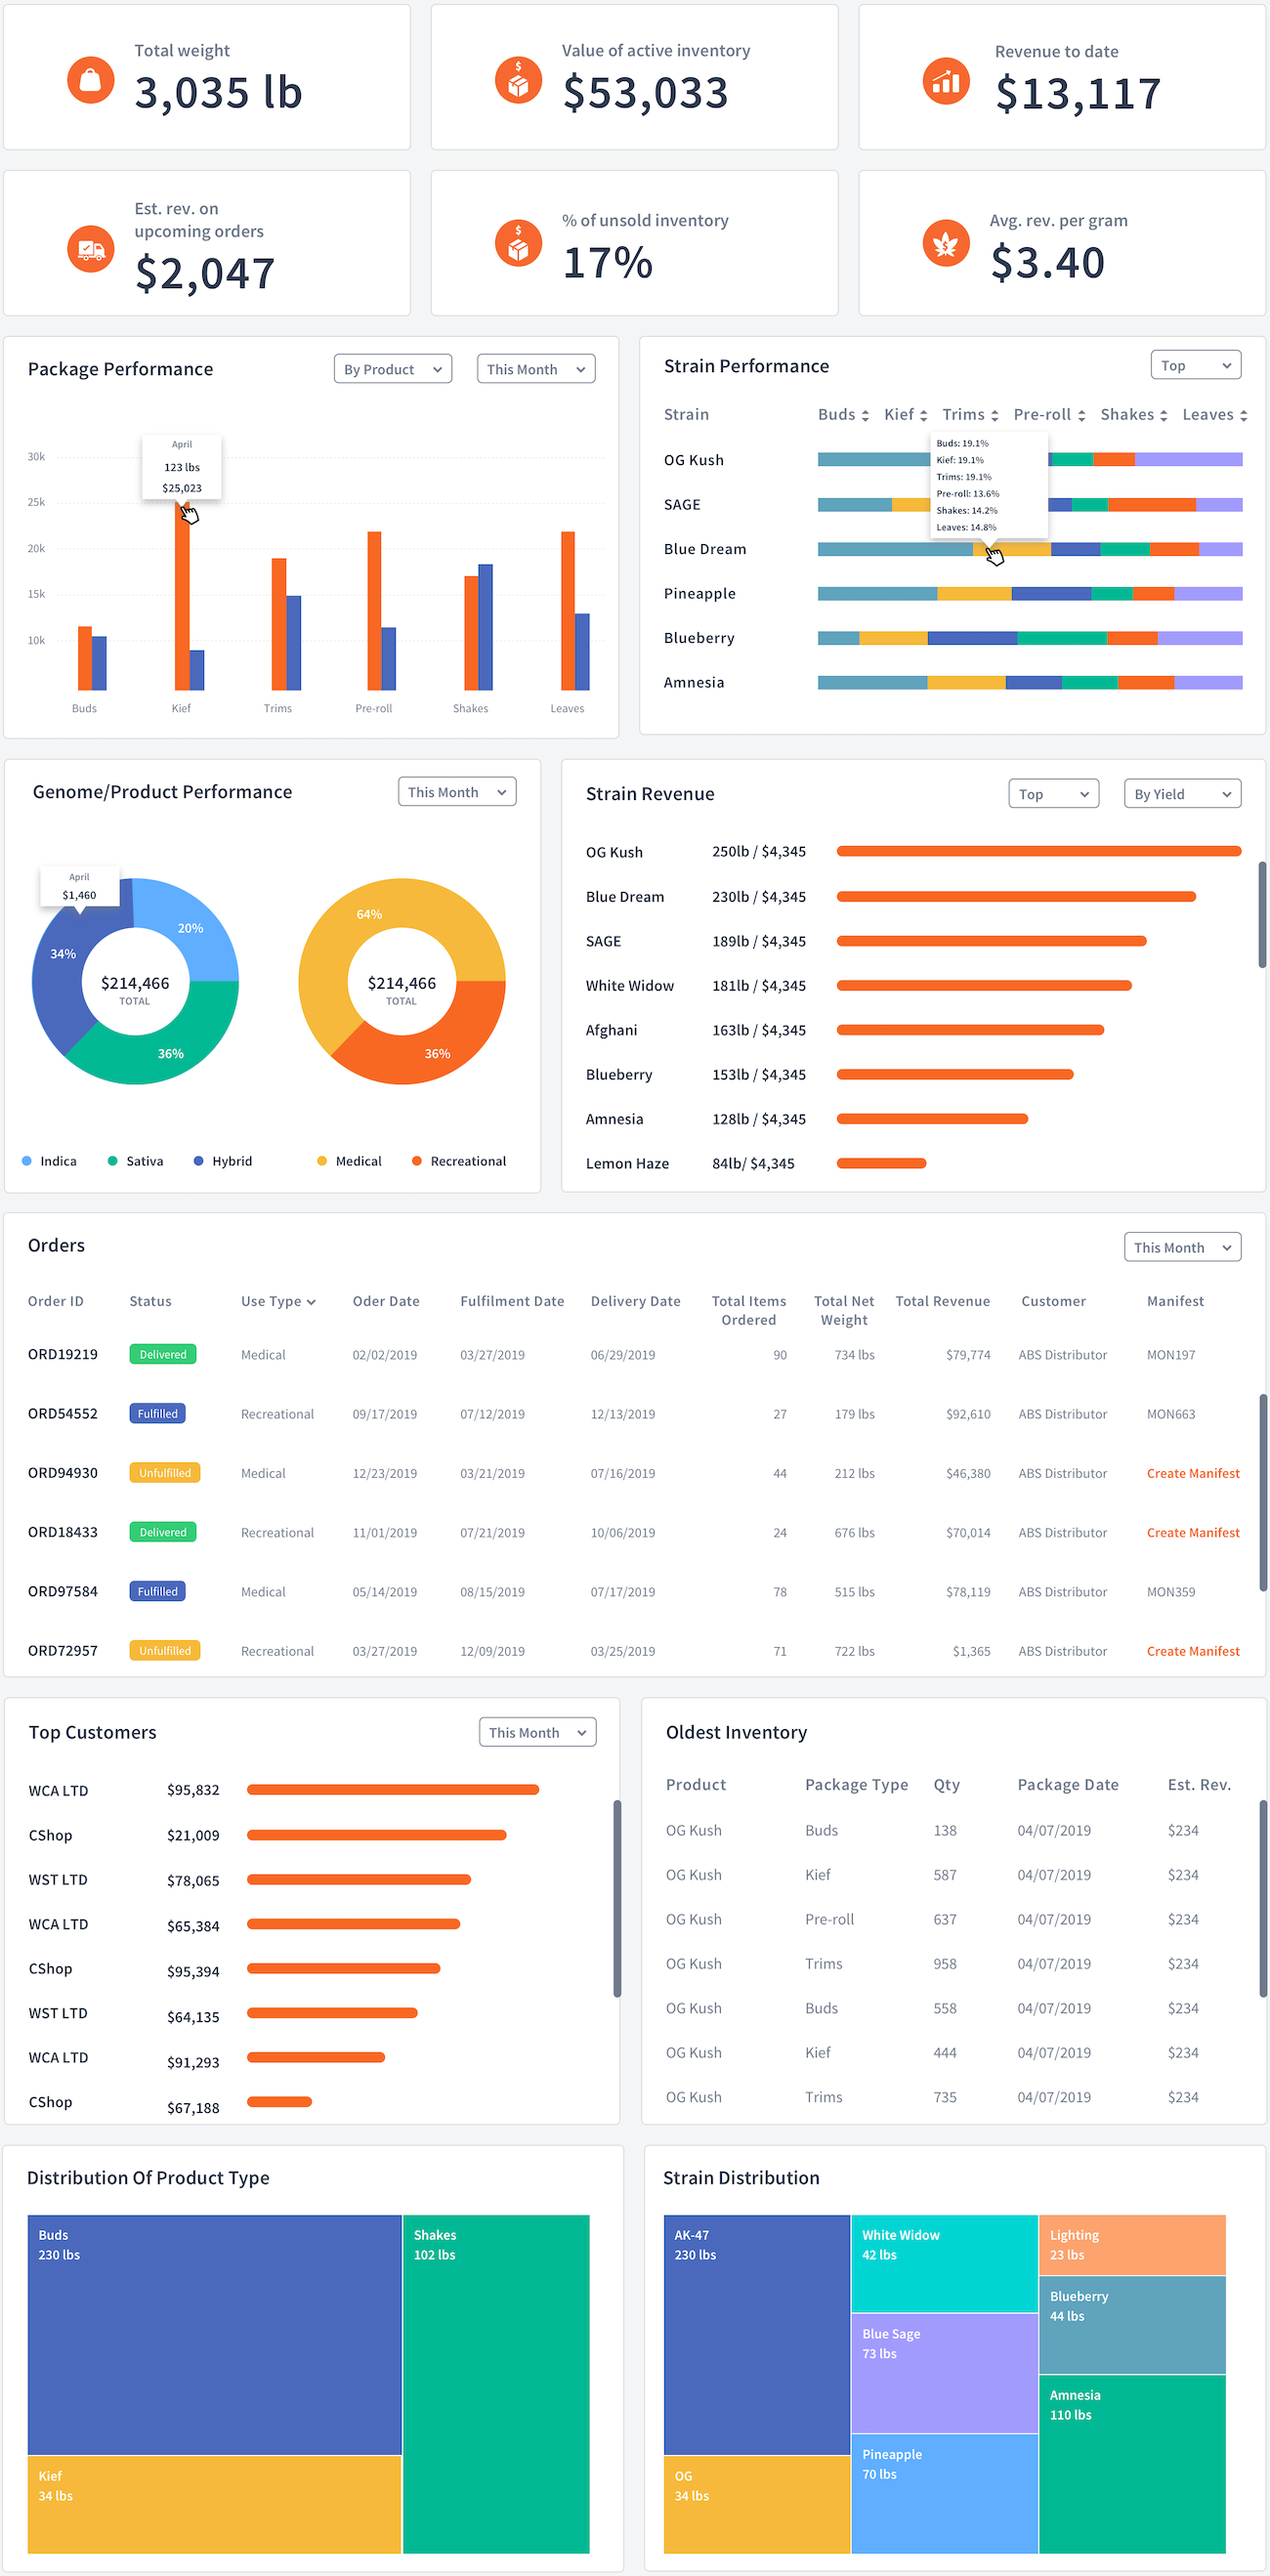 Total weight
3,035 lb
Value of active inventory
$53,033
Revenue to date
$13,117
Est. rev. on
upcoming orders
$2,047
% of unsold inventory
17%
Avg. rev. per gram
$3.40
Package Performance
By Product
This Month
30k
25k
20k
15k
10k
April
123 lbs
$25,023
Buds Kief Trims Pre-roll Shakes Leaves
Strain Performance
Top
Strain Buds Kief Trims Pre-roll Shakes Leaves
OG Kush
SAGE
Blue Dream
Pineapple
Blueberry
Amnesia
Buds: 19.1%
Kief: 19.1%
Trims: 19.1%
Pre-roll: 13.6%
Shakes: 14.2%
Leaves: 14.8%
Genome/Product Performance
This Month
April
$1,460
20%
34%
36%
$214,466
TOTAL
64%
36%
$214,466
TOTAL
Indica Sativa Hybrid Medical Recreational
Strain Revenue
Top
By Yield
OG Kush 250lb / $4,345
Blue Dream 230lb / $4,345
SAGE 189lb / $4,345
White Widow 181lb / $4,345
Afghani 163lb / $4,345
Blueberry 153lb / $4,345
Amnesia 128lb / $4,345
Lemon Haze 84lb/ $4,345
Orders
This Month
Order ID Status Use Type Oder Date Fulfilment Date Delivery Date Total Items Ordered Total Net Weight Total Revenue Customer Manifest
ORD19219 Delivered Medical 02/02/2019 03/27/2019 06/29/2019 90 734 lbs $79,774 ABS Distributor MON197
ORD54552 Fulfilled Recreational 09/17/2019 07/12/2019 12/13/2019 27 179 lbs $92,610 ABS Distributor MON663
ORD94930 Unfulfilled Medical 12/23/2019 03/21/2019 07/16/2019 44 212 lbs $46,380 ABS Distributor Create Manifest
ORD18433 Delivered Recreational 11/01/2019 07/21/2019 10/06/2019 24 676 lbs $70,014 ABS Distributor Create Manifest
ORD97584 Fulfilled Medical 05/14/2019 08/15/2019 07/17/2019 78 515 lbs $78,119 ABS Distributor MON359
ORD72957 Unfulfilled Recreational 03/27/2019 12/09/2019 03/25/2019 71 722 lbs $1,365 ABS Distributor Create Manifest
Top Customers
This Month
WCA LTD $95,832
CShop $21,009
WST LTD $78,065
WCA LTD $65,384
CShop $95,394
WST LTD $64,135
WCA LTD $91,293
CShop $67,188
Oldest Inventory
Product Package Type Qty Package Date Est. Rev.
OG Kush Buds 138 04/07/2019 $234
OG Kush Kief 587 04/07/2019 $234
OG Kush Pre-roll 637 04/07/2019 $234
OG Kush Trims 958 04/07/2019 $234
OG Kush Buds 558 04/07/2019 $234
OG Kush Kief 444 04/07/2019 $234
OG Kush Trims 735 04/07/2019 $234
Distribution Of Product Type
Buds
230 lbs
Shakes
102 lbs
Kief
34 lbs
Strain Distribution
AK-47
230 lbs
OG
34 lbs
White Widow
42 lbs
Blue Sage
73 lbs
Pineapple
70 lbs
Lighting
23 lbs
Blueberry
44 lbs
Amnesia
110 lbs